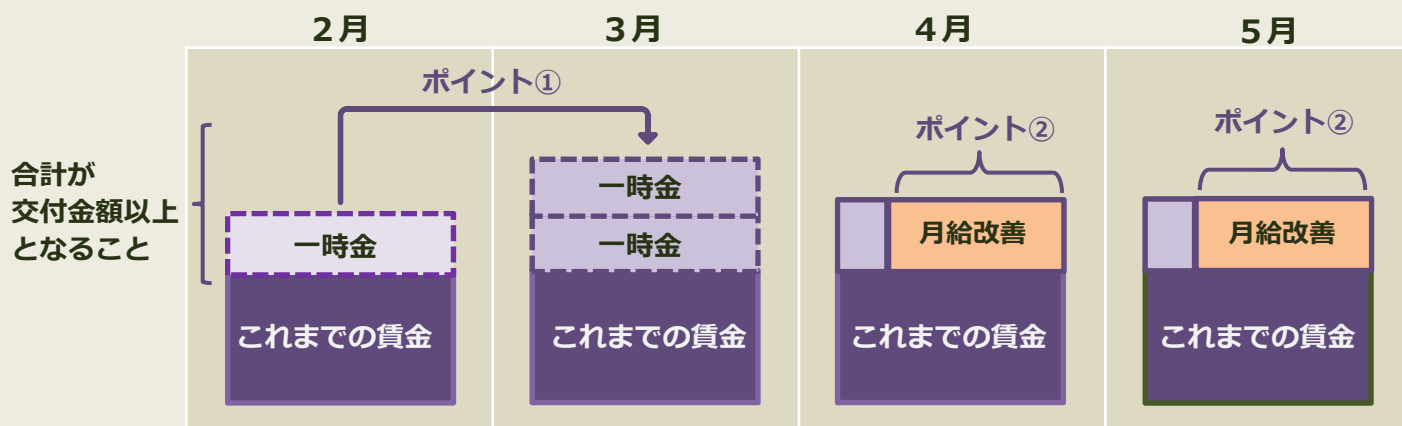 ２月
３月
４月
５月
ポイント①
ポイント②
ポイント②
合計が
交付金額以上
となること
一時金
一時金
一時金
月給改善
月給改善
これまでの賃金
これまでの賃金
これまでの賃金
これまでの賃金